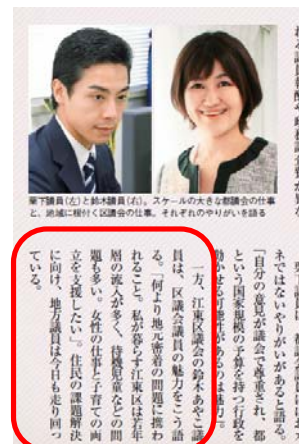 栗下議員(左)と鈴木議員(右)。スケールの大きな都議会の仕事
と、地域に根付く区議会の仕事。それぞれのやりがいを語る
ネではないやりがいがあると語る。
「自分の意見が議会で尊重され、都
という国家規模の予算を持つ行政を
動かせる可能性があるのは魅力」。
一方、江東区議会の鈴木あやこ議
員は、区議会議員の魅力をこう語
る。「何より地元密着の問題に携わ
れること。私が暮らす江東区は若年
層の流入が多く、待機児童などの問
題も多い。女性の仕事と子育ての両
立を支援したい」。住民の課題解決
に向け、地方議員は今日も走り回っ
ている。